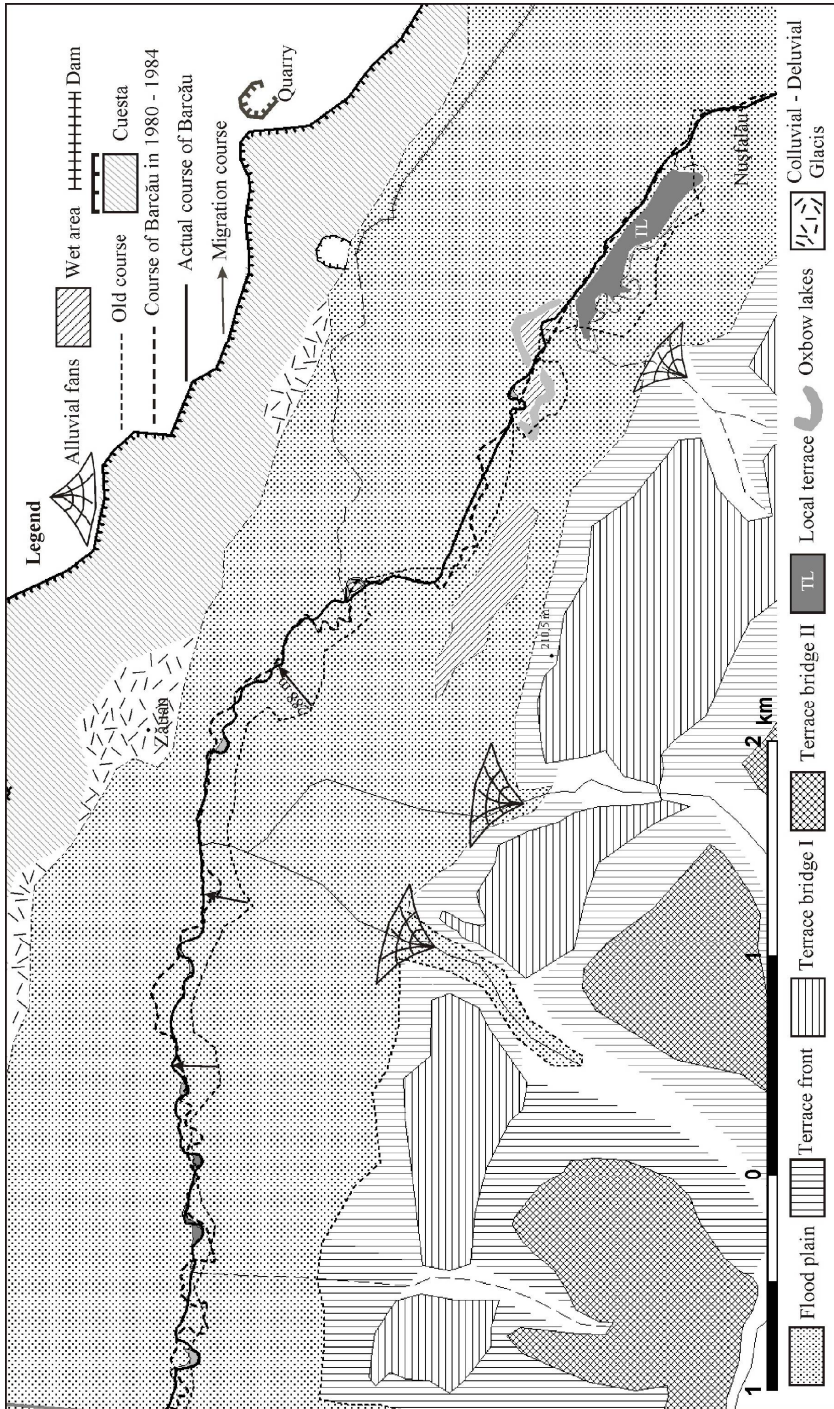 Legend
Alluvial fans
Wet area
Dam
Old course
Cuesta
Course of Barcău in 1980 - 1984
Actual course of Barcău
Migration course
Quarry
Zăuan
288 m
210,5 m
TL
Nușfalău
1
0
1
2 km
Flood plain
Terrace front
Terrace bridge I
Terrace bridge II
TL
Local terrace
Oxbow lakes
Colluvial - Deluvial
Glacis